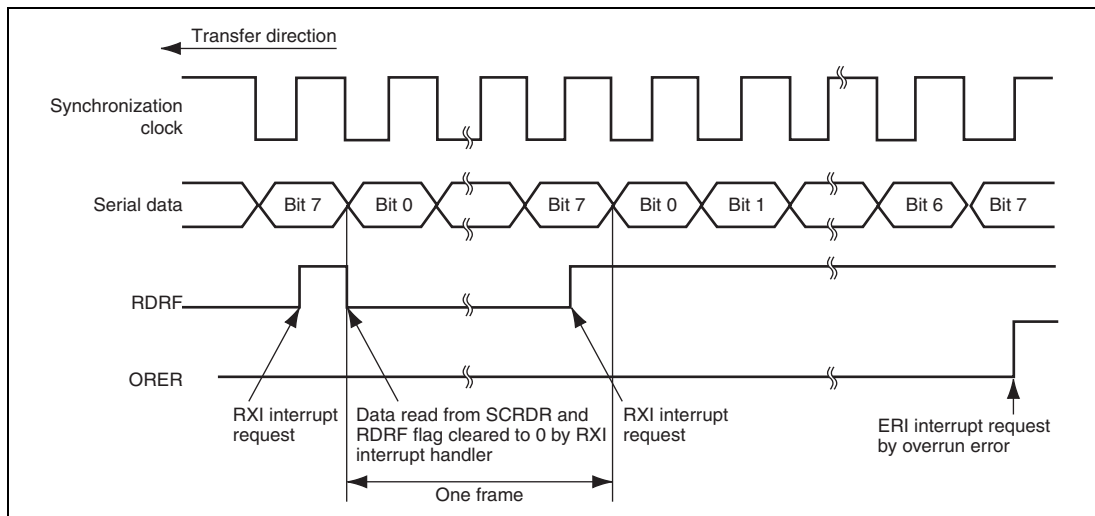 Transfer direction
Synchronization
clock
Serial data
Bit 7
Bit 0
Bit 7
Bit 0
Bit 1
Bit 6
Bit 7
RDRF
ORER
RXI interrupt
request
Data read from SCRDR and
RDRF flag cleared to 0 by RXI
interrupt handler
RXI interrupt
request
ERI interrupt request
by overrun error
One frame